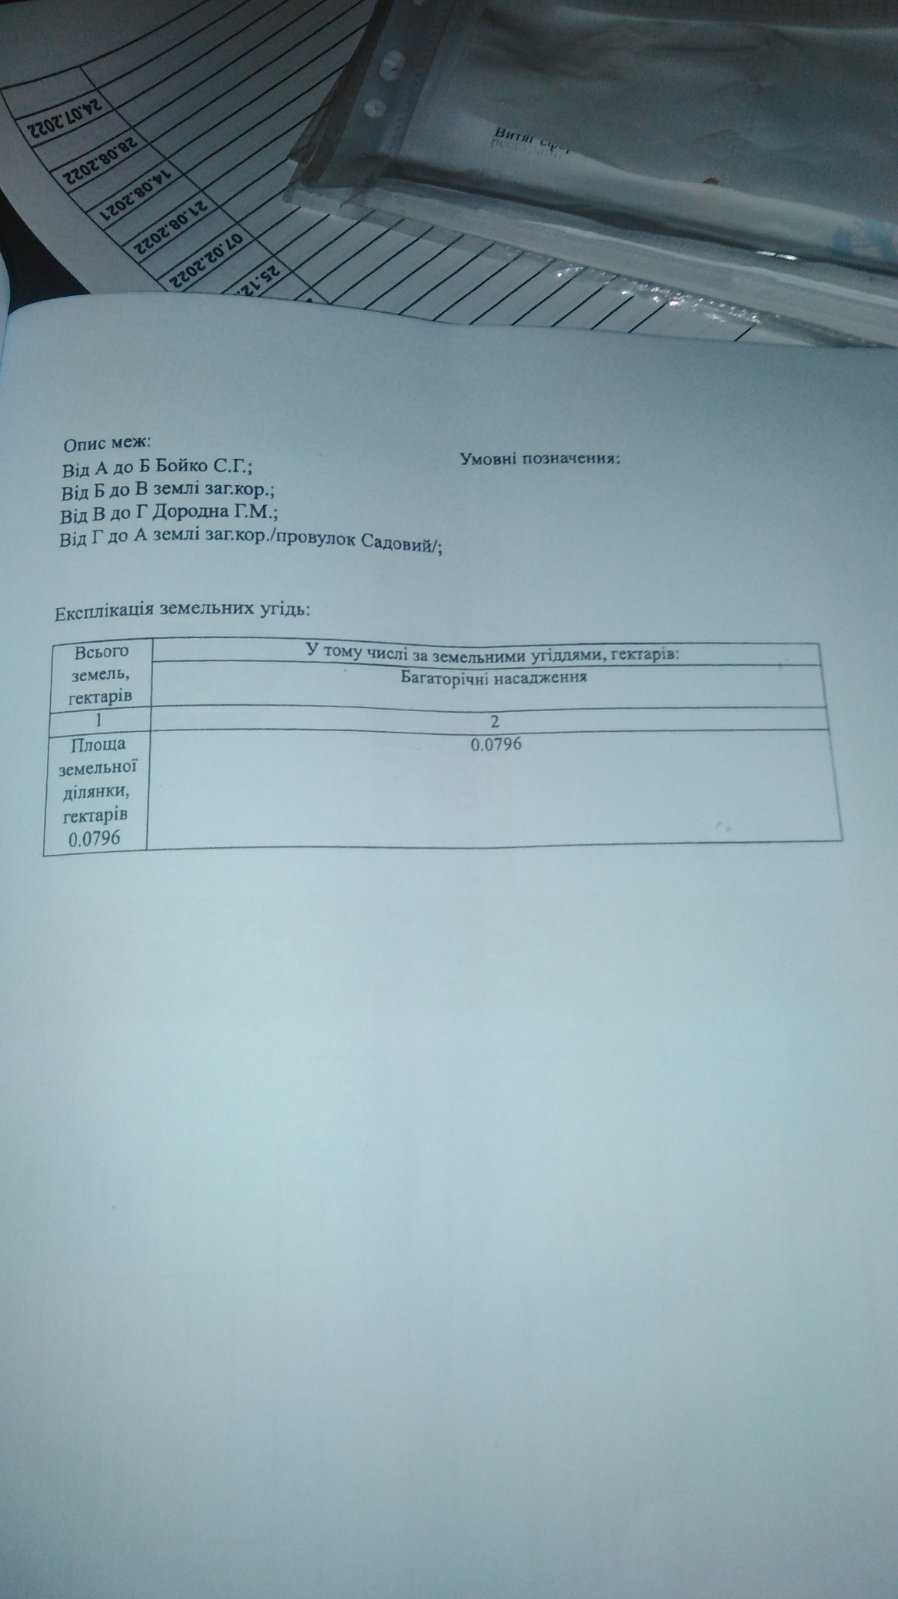 24.07.2022
28.08.2022
14.08.2021
21.08.2022
07.02.2022
25.12.
Витяг
Опис меж:
Від А до Б Бойко С.Г.;
Від Б до В землі заг.кор.;
Від В до Г Дородна Г.М.;
Від Г до А землі заг.кор./провулок Садовий/;
Умовні позначення:
Експлікація земельних угідь:
Всього
земель,
гектарів
У тому числі за земельними угіддями, гектарів:
Багаторічні насадження
1
2
Площа
земельної
ділянки,
гектарів
0.0796
0.0796